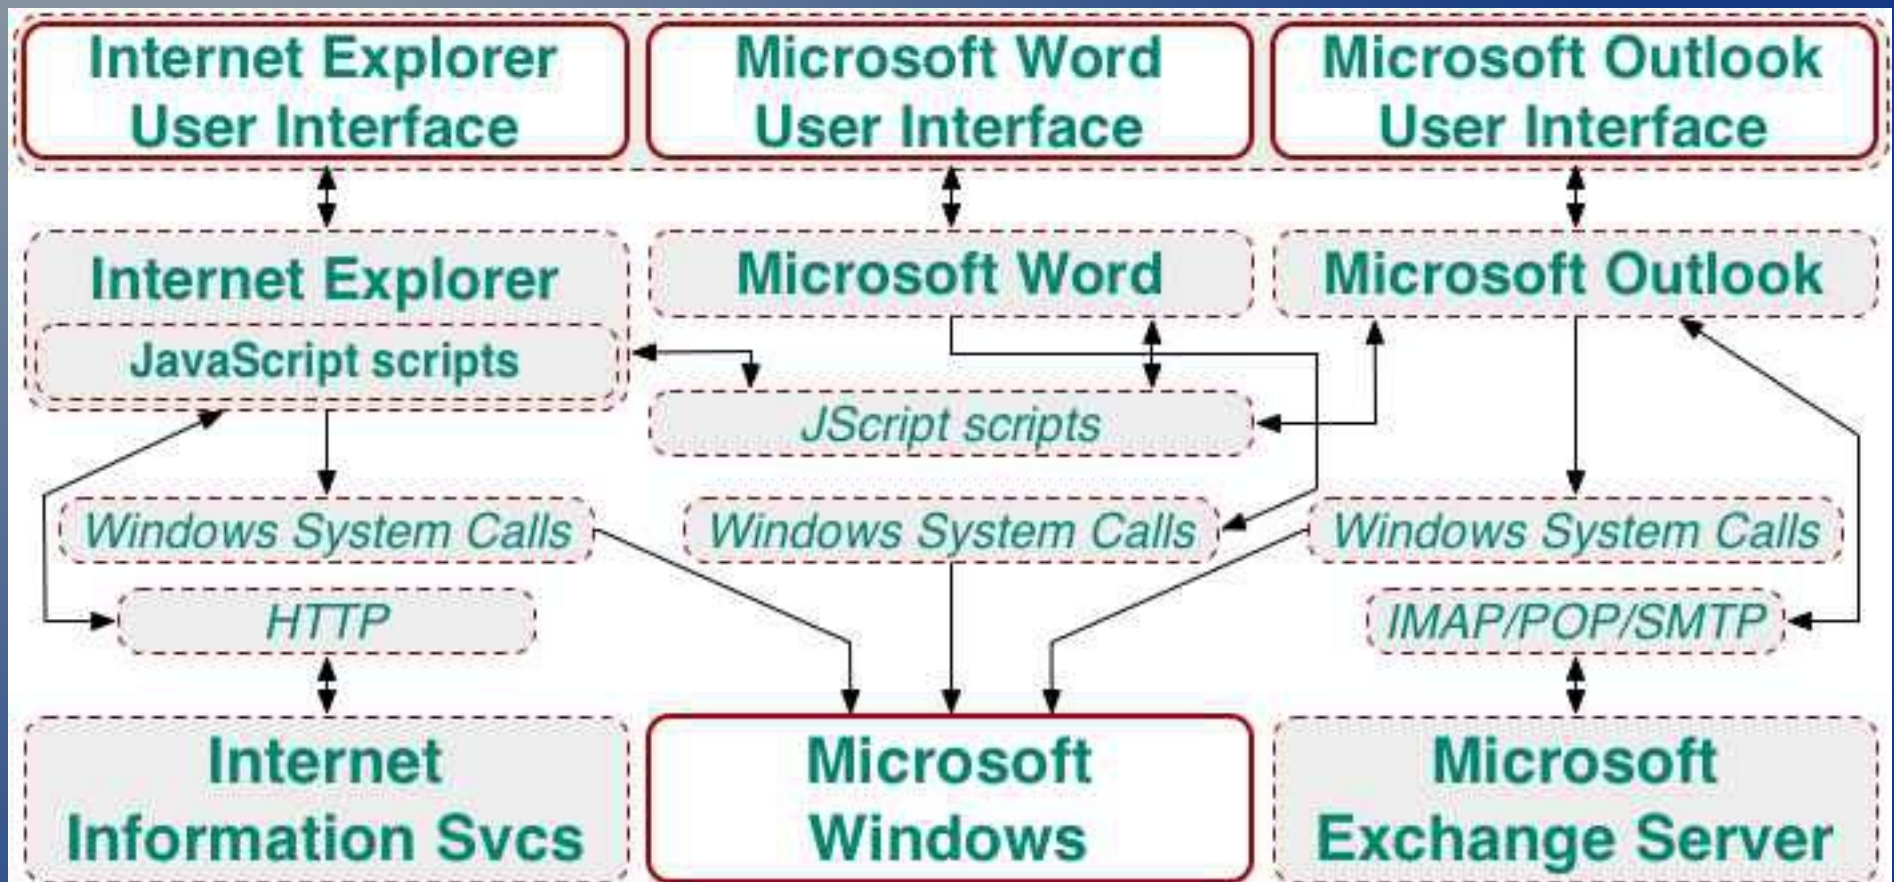 Internet Explorer
User Interface
Microsoft Word
User Interface
Microsoft Outlook
User Interface
Internet Explorer
JavaScript scripts
Microsoft Word
Microsoft Outlook
JScript scripts
Windows System Calls
Windows System Calls
Windows System Calls
HTTP
IMAP/POP/SMTP
Internet
Information Svcs
Microsoft
Windows
Microsoft
Exchange Server